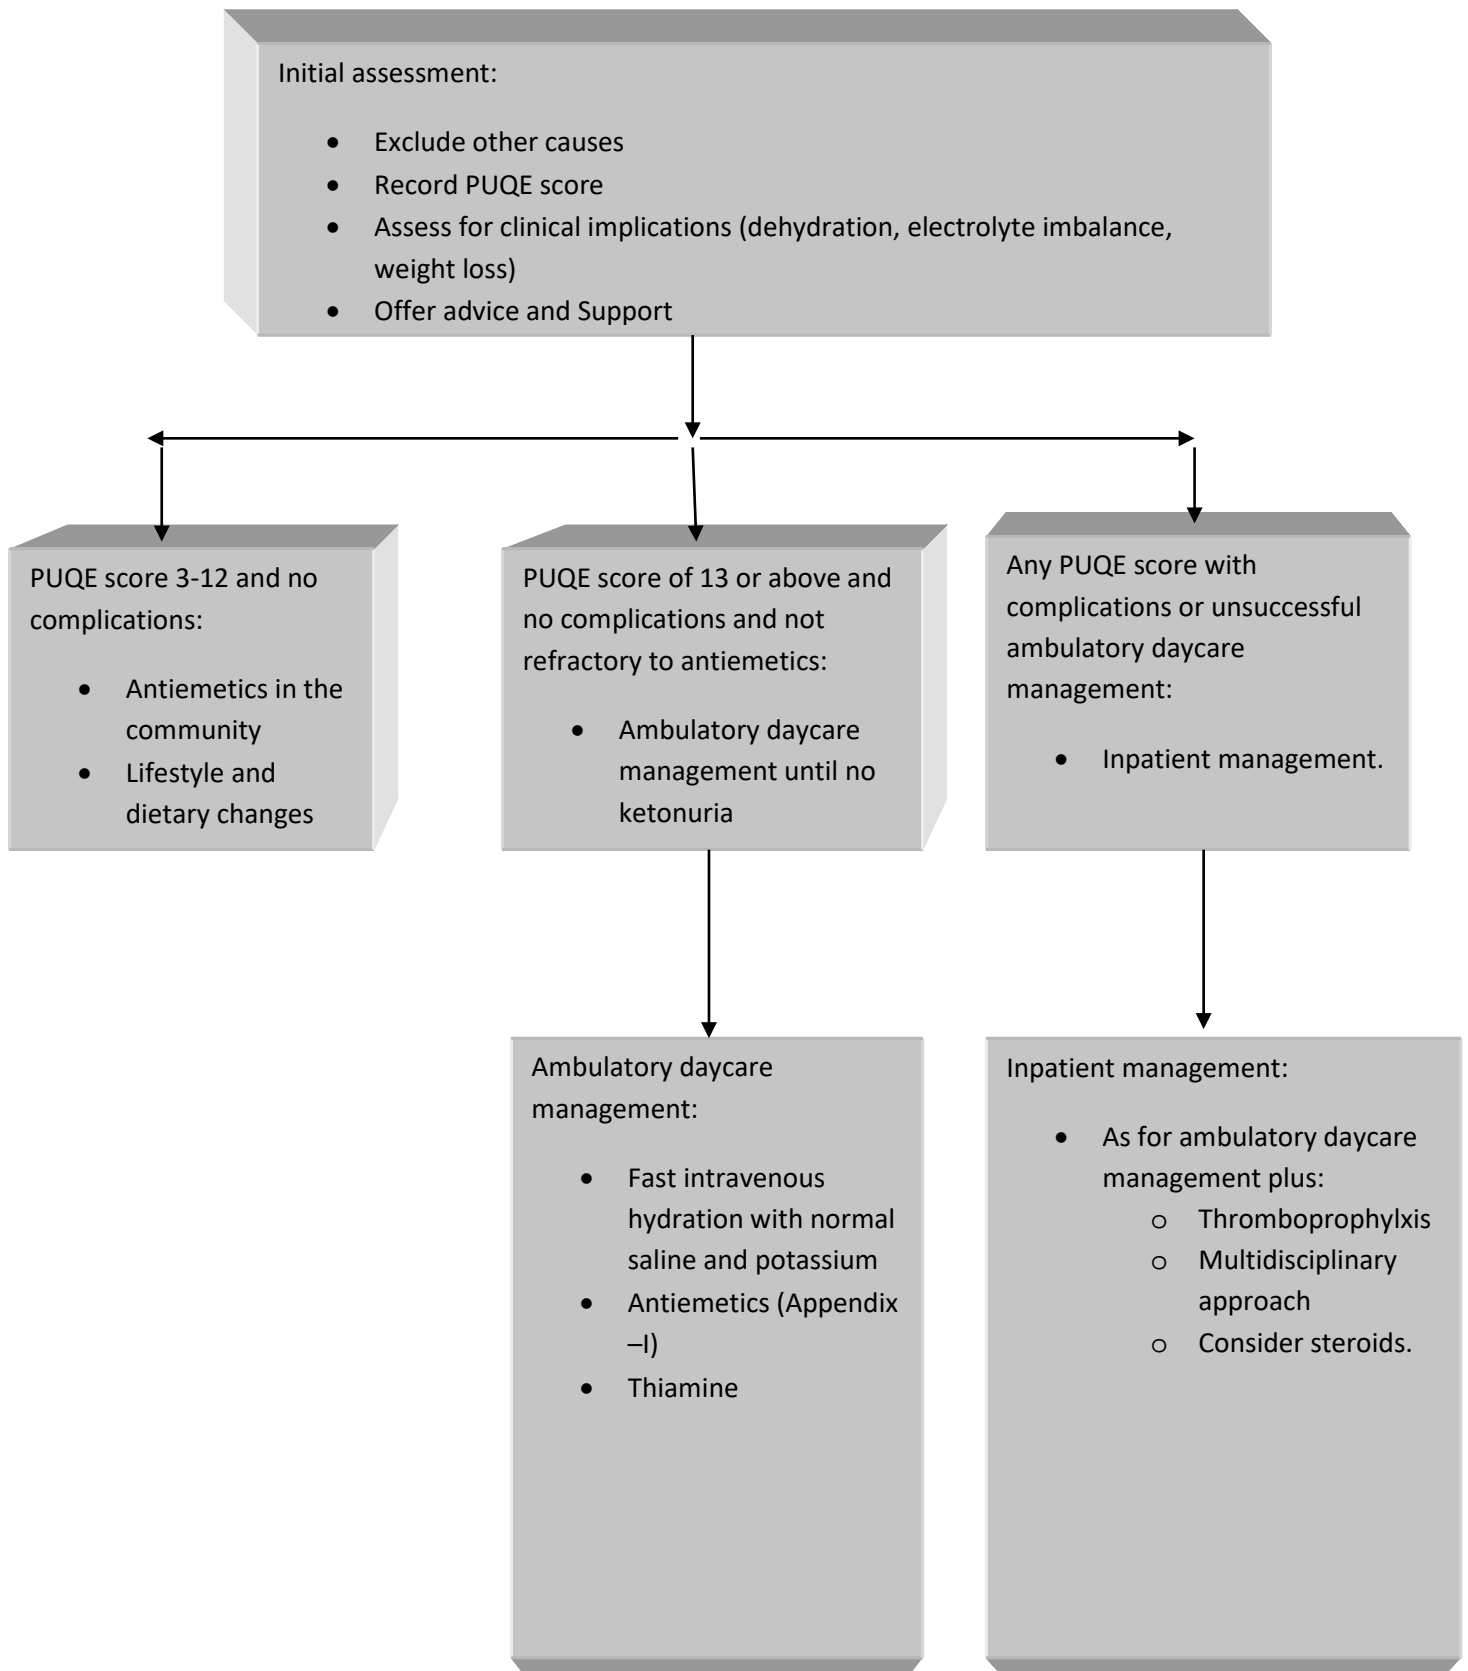 Initial assessment:
• Exclude other causes
• Record PUQE score
• Assess for clinical implications (dehydration, electrolyte imbalance,
weight loss)
• Offer advice and Support
PUQE score 3-12 and no
complications:
• Antiemetics in the
community
• Lifestyle and
dietary changes
PUQE score of 13 or above and
no complications and not
refractory to antiemetics:
• Ambulatory daycare
management until no
ketonuria
Any PUQE score with
complications or unsuccessful
ambulatory daycare
management:
• Inpatient management.
Ambulatory daycare
management:
• Fast intravenous
hydration with normal
saline and potassium
• Antiemetics (Appendix
–I)
• Thiamine
Inpatient management:
• As for ambulatory daycare
management plus:
o Thromboprophylxis
o Multidisciplinary
approach
o Consider steroids.